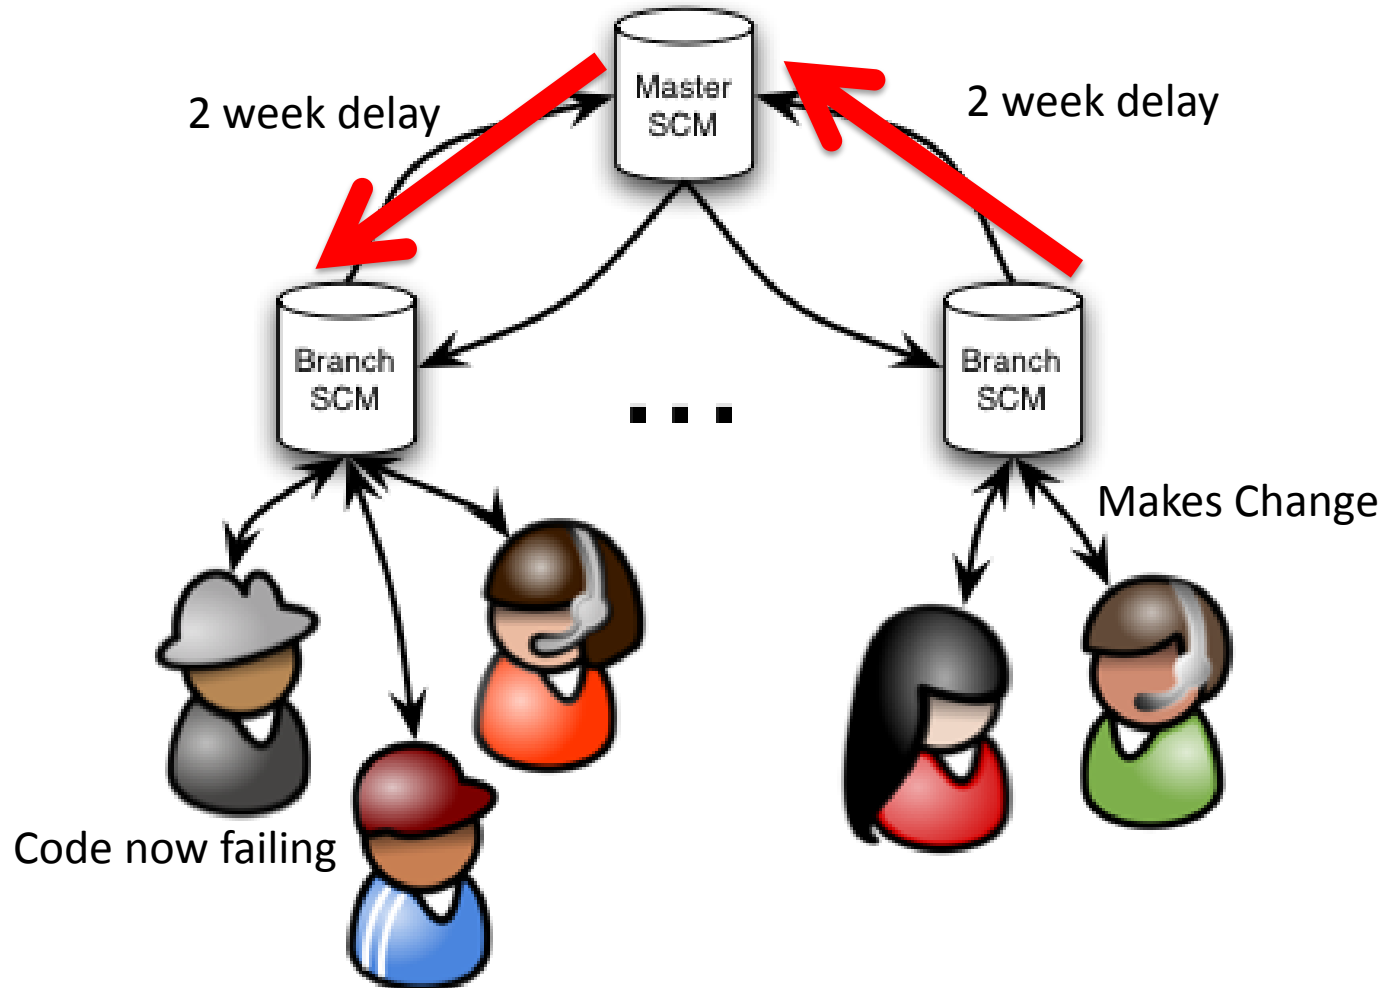 Master
SCM
2 week delay
2 week delay
Branch
SCM
Branch
SCM
...
Makes Change
Code now failing